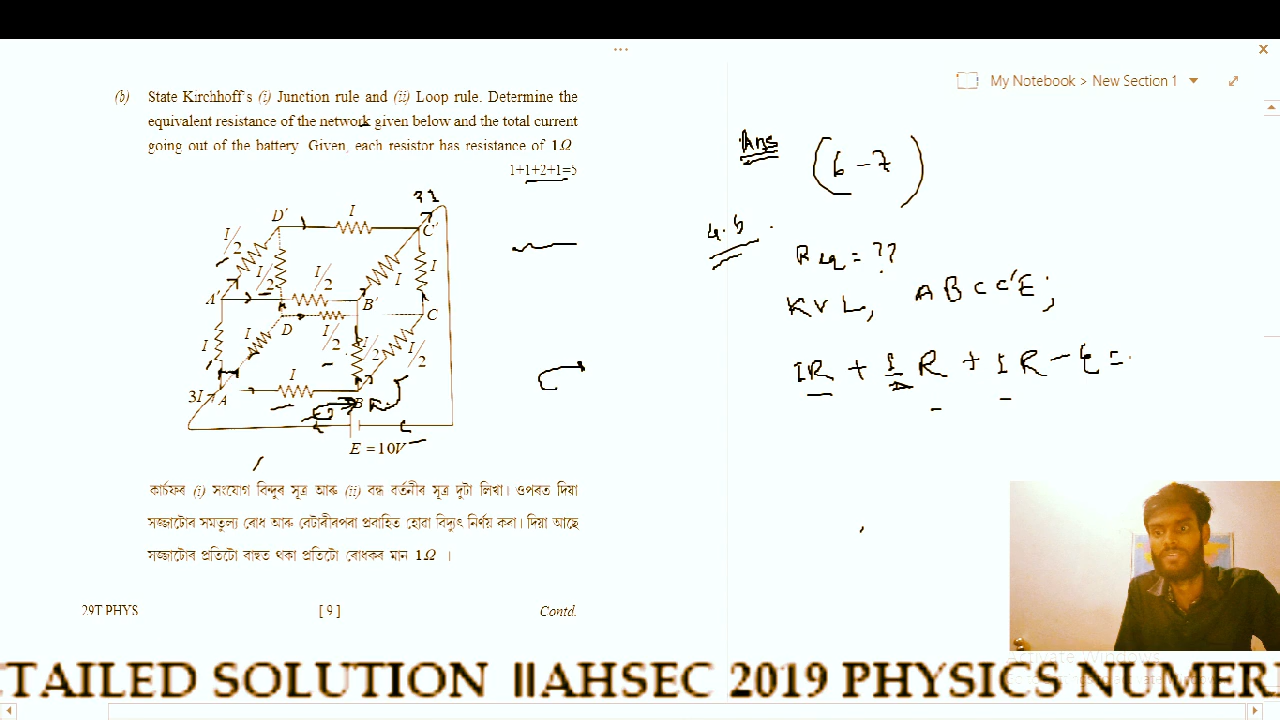 My Notebook > New Section 1
(b) State Kirchhoff's (i) Junction rule and (ii) Loop rule. Determine the
equivalent resistance of the network given below and the total current
going out of the battery. Given, each resistor has resistance of 1Ω
1+1+2+1=5
3I
D' I C'
I/2 I/2 I/2 I I
A' B'
D C
I I I/2 I/2 I/2
I
3I A B
E = 10V
কাৰ্চফৰ (i) সংযোগ বিন্দুৰ সূত্ৰ আৰু (ii) বন্ধ বৰ্তনীৰ সূত্ৰ দুটা লিখা। ওপৰত দিয়া
সজ্জাটোৰ সমতুল্য ৰোধ আৰু বেটাৰীৰপৰা প্ৰবাহিত হোৱা বিদ্যুৎ নিৰ্ণয় কৰা। দিয়া আছে
সজ্জাটোৰ প্ৰতিটো বাহুত থকা প্ৰতিটো ৰোধকৰ মান 1Ω ।
29T PHYS [ 9 ] Contd.
Ans (6-7)
4.b.
Req = ??
KVL, ABCC'E;
IR + I/2 R + IR - E =
Activate Windows
ETAILED SOLUTION ||AHSEC 2019 PHYSICS NUMERI